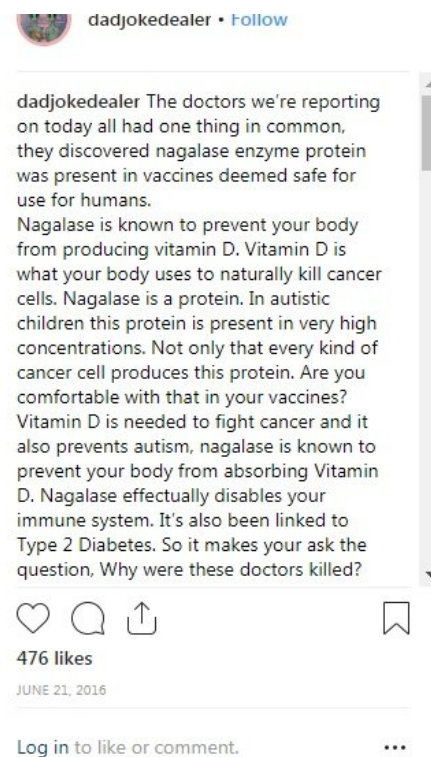 dadjokedealer • Follow
dadjokedealer The doctors we're reporting
on today all had one thing in common,
they discovered nagalase enzyme protein
was present in vaccines deemed safe for
use for humans.
Nagalase is known to prevent your body
from producing vitamin D. Vitamin D is
what your body uses to naturally kill cancer
cells. Nagalase is a protein. In autistic
children this protein is present in very high
concentrations. Not only that every kind of
cancer cell produces this protein. Are you
comfortable with that in your vaccines?
Vitamin D is needed to fight cancer and it
also prevents autism, nagalase is known to
prevent your body from absorbing Vitamin
D. Nagalase effectually disables your
immune system. It's also been linked to
Type 2 Diabetes. So it makes your ask the
question, Why were these doctors killed?
476 likes
JUNE 21, 2016
Log in to like or comment.